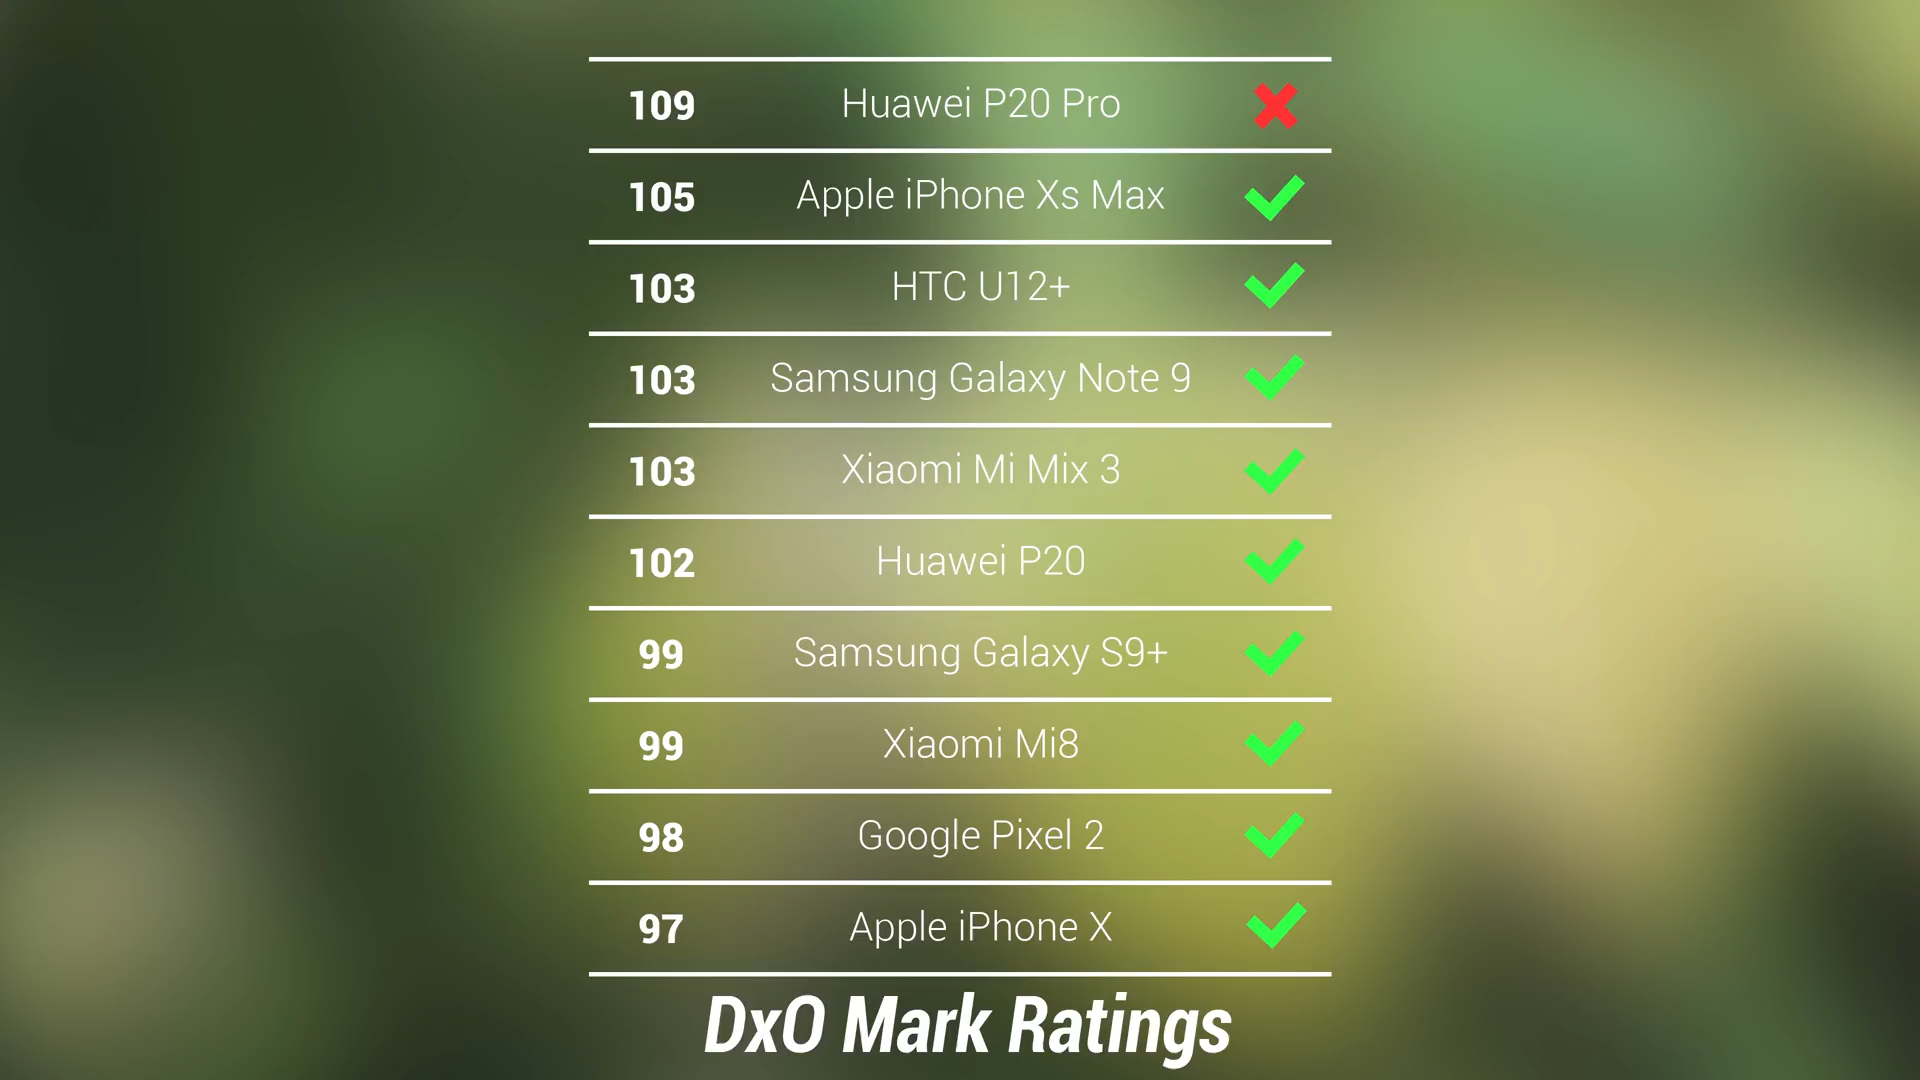 109 Huawei P20 Pro
105 Apple iPhone Xs Max
103 HTC U12+
103 Samsung Galaxy Note 9
103 Xiaomi Mi Mix 3
102 Huawei P20
99 Samsung Galaxy S9+
99 Xiaomi Mi8
98 Google Pixel 2
97 Apple iPhone X
DxO Mark Ratings